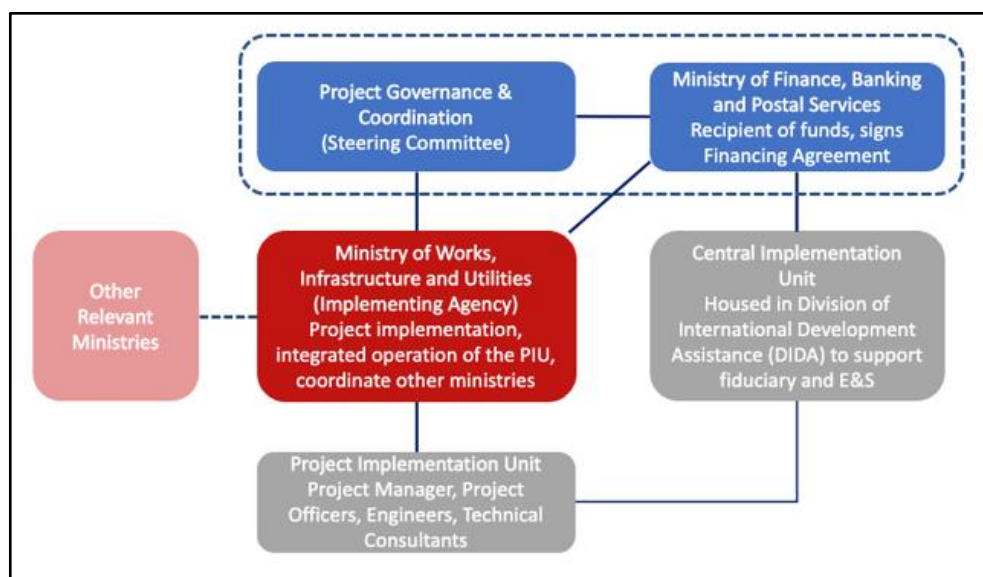 Project Governance &
Coordination
(Steering Committee)
Ministry of Finance, Banking
and Postal Services
Recipient of funds, signs
Financing Agreement
Other
Relevant
Ministries
Ministry of Works,
Infrastructure and Utilities
(Implementing Agency)
Project implementation,
integrated operation of the PIU,
coordinate other ministries
Central Implementation
Unit
Housed in Division of
International Development
Assistance (DIDA) to support
fiduciary and E&S
Project Implementation Unit
Project Manager, Project
Officers, Engineers, Technical
Consultants